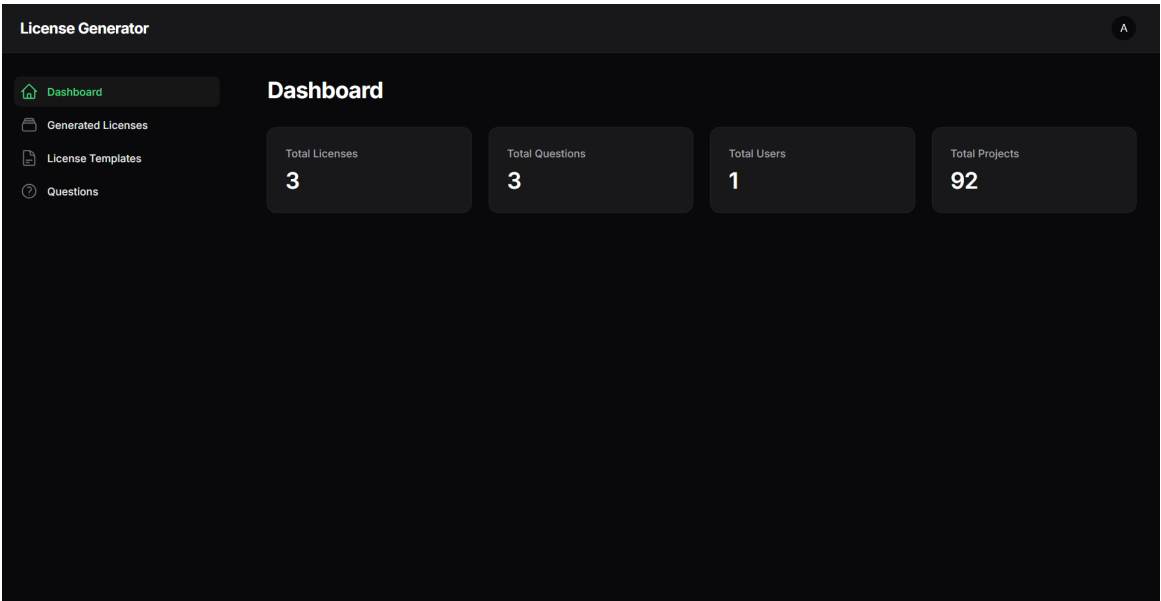 License Generator
A
Dashboard
Generated Licenses
License Templates
Questions
Dashboard
Total Licenses
3
Total Questions
3
Total Users
1
Total Projects
92